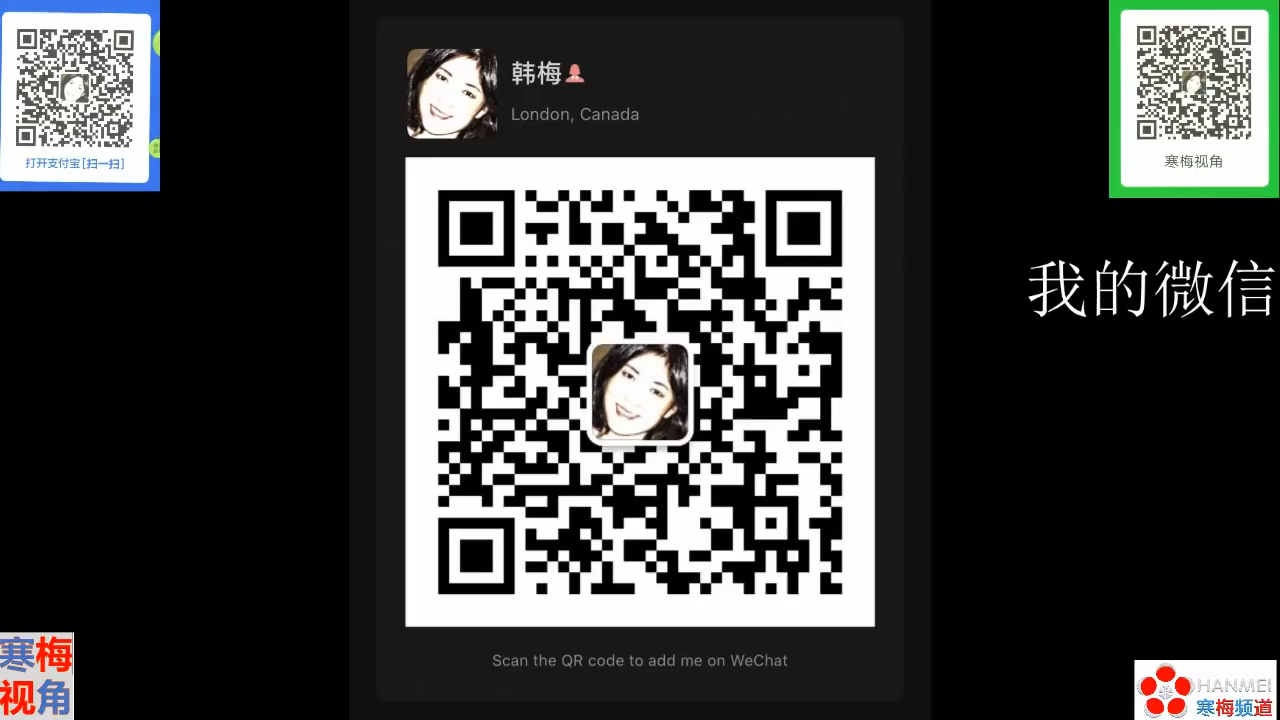 打开支付宝[扫一扫]
韩梅
London, Canada
寒梅视角
我的微信
Scan the QR code to add me on WeChat
寒梅
视角
HANMEI
寒梅频道